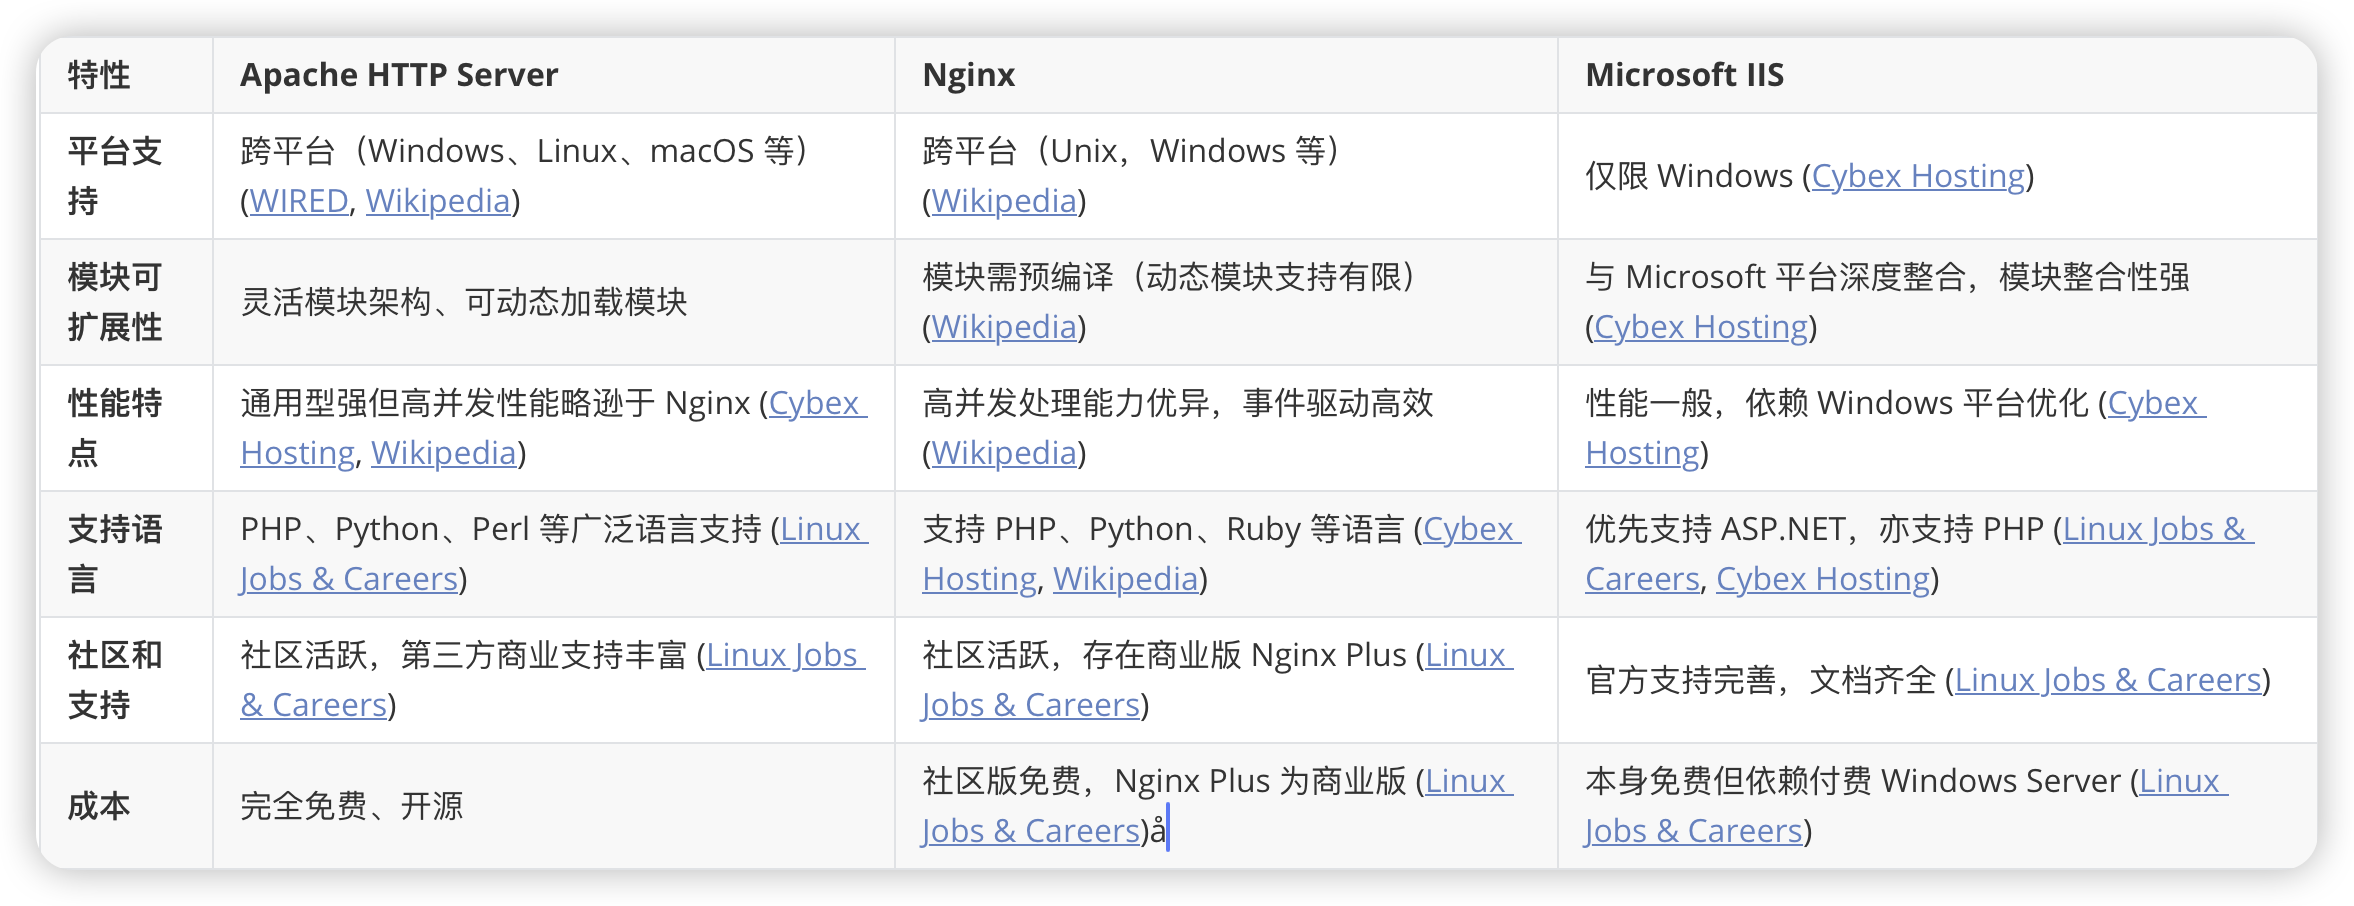 特性
Apache HTTP Server
Nginx
Microsoft IIS
平台支
持
跨平台（Windows、Linux、macOS 等）
(WIRED, Wikipedia)
跨平台（Unix，Windows 等）
(Wikipedia)
仅限 Windows (Cybex Hosting)
模块可
扩展性
灵活模块架构、可动态加载模块
模块需预编译（动态模块支持有限）
(Wikipedia)
与 Microsoft 平台深度整合，模块整合性强
(Cybex Hosting)
性能特
点
通用型强但高并发性能略逊于 Nginx (Cybex
Hosting, Wikipedia)
高并发处理能力优异，事件驱动高效
(Wikipedia)
性能一般，依赖 Windows 平台优化 (Cybex
Hosting)
支持语
言
PHP、Python、Perl 等广泛语言支持 (Linux
Jobs & Careers)
支持 PHP、Python、Ruby 等语言 (Cybex
Hosting, Wikipedia)
优先支持 ASP.NET，亦支持 PHP (Linux Jobs &
Careers, Cybex Hosting)
社区和
支持
社区活跃，第三方商业支持丰富 (Linux Jobs
& Careers)
社区活跃，存在商业版 Nginx Plus (Linux
Jobs & Careers)
官方支持完善，文档齐全 (Linux Jobs & Careers)
成本
完全免费、开源
社区版免费，Nginx Plus 为商业版 (Linux
Jobs & Careers)å
本身免费但依赖付费 Windows Server (Linux
Jobs & Careers)